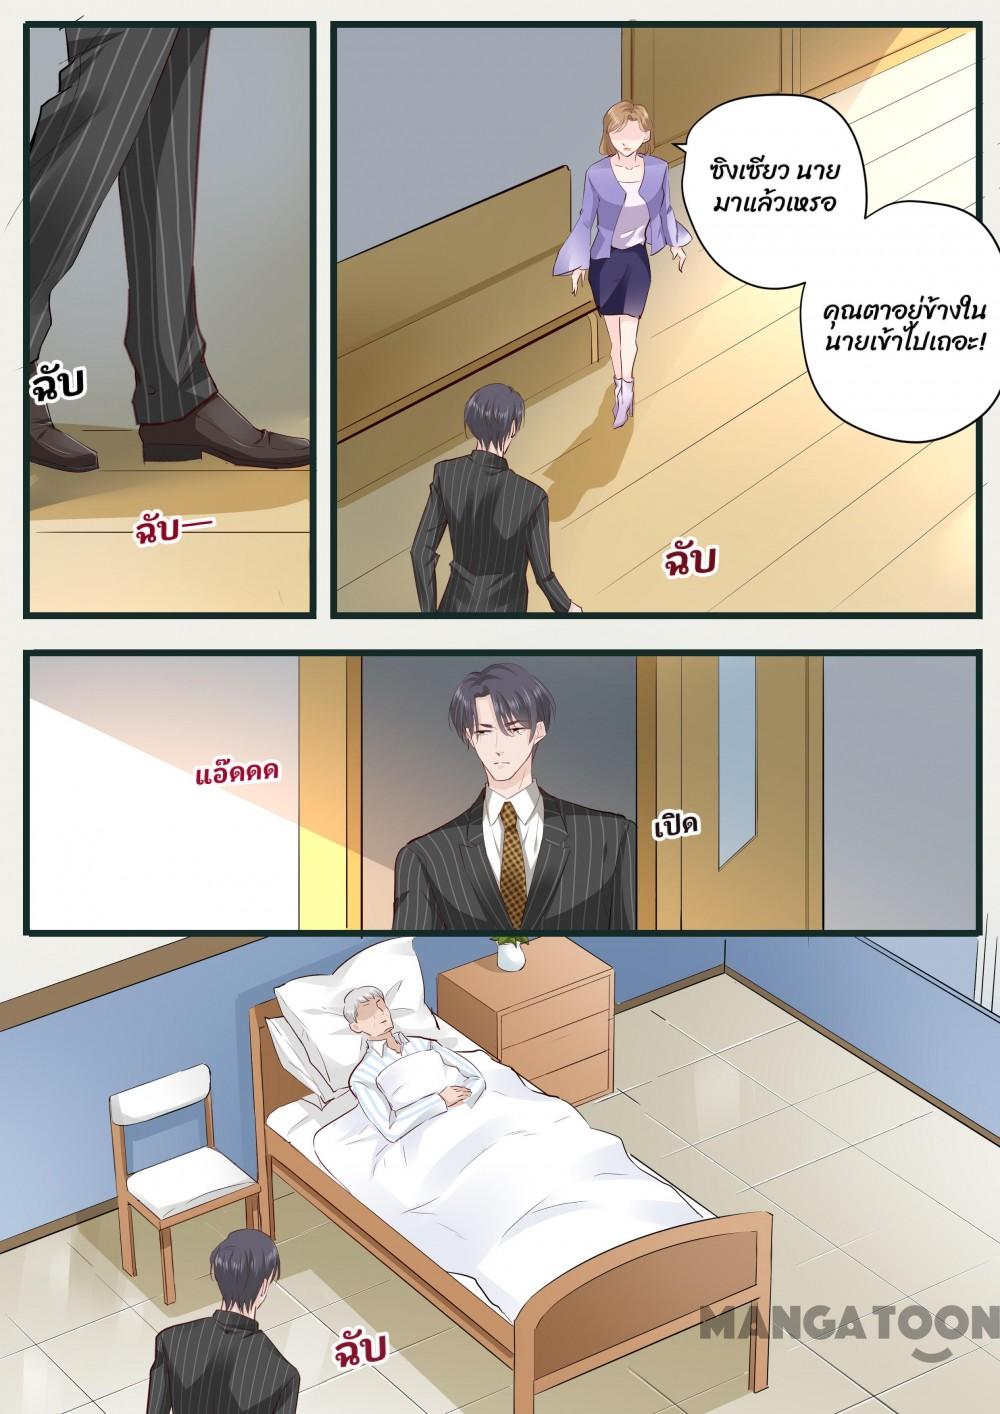 ฉับ
ฉับ—
ซิงเซียว นาย
มาแล้วเหรอ
คุณตาอยู่ข้างใน
นายเข้าไปเถอะ!
ฉับ
แอ๊ดดด
เปิด
ฉับ
MANGATOON